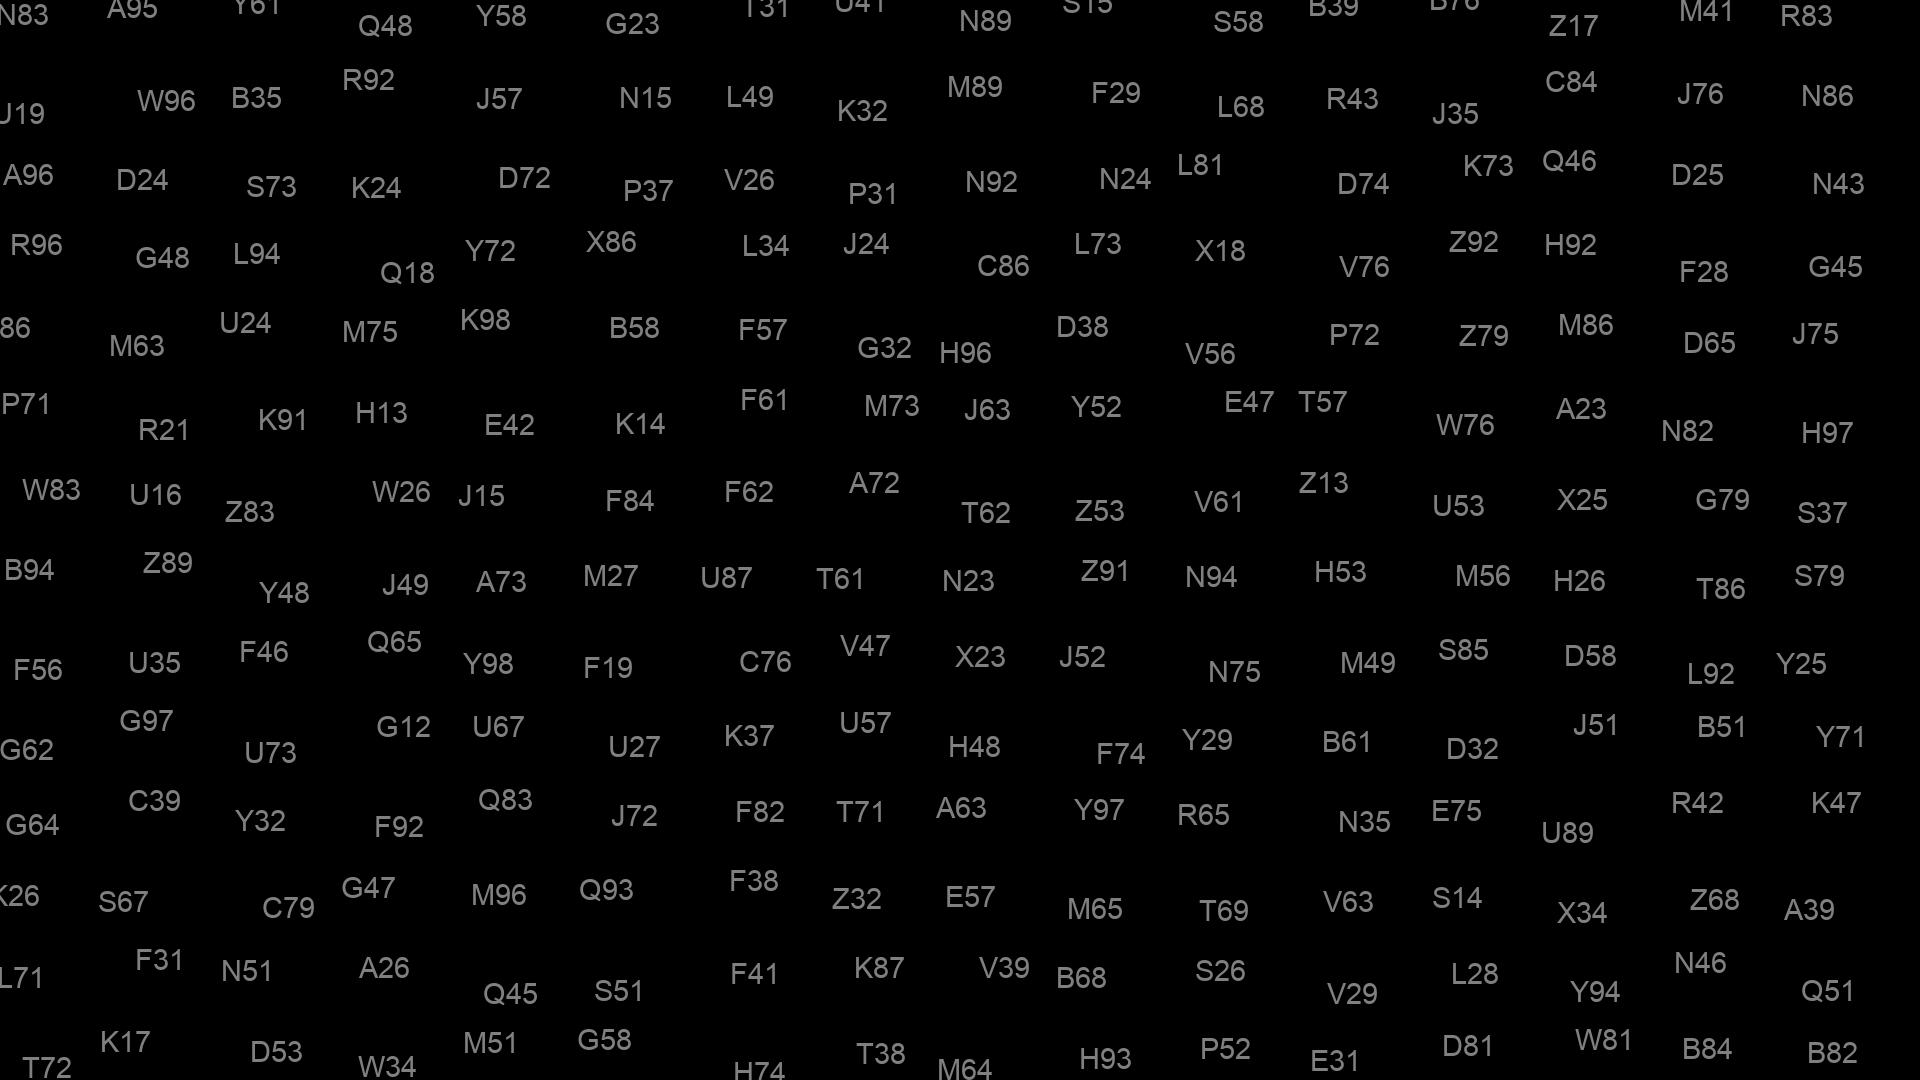 N83 A95 Y61 Q48 Y58 G23 T31 U41 N89 S15 S58 B39 B76 Z17 M41 R83
U19 W96 B35 R92 J57 N15 L49 K32 M89 F29 L68 R43 J35 C84 J76 N86
A96 D24 S73 K24 D72 P37 V26 P31 N92 N24 L81 D74 K73 Q46 D25 N43
R96 G48 L94 Q18 Y72 X86 L34 J24 C86 L73 X18 V76 Z92 H92 F28 G45
86 M63 U24 M75 K98 B58 F57 G32 H96 D38 V56 P72 Z79 M86 D65 J75
P71 R21 K91 H13 E42 K14 F61 M73 J63 Y52 E47 T57 W76 A23 N82 H97
W83 U16 Z83 W26 J15 F84 F62 A72 T62 Z53 V61 Z13 U53 X25 G79 S37
B94 Z89 Y48 J49 A73 M27 U87 T61 N23 Z91 N94 H53 M56 H26 T86 S79
F56 U35 F46 Q65 Y98 F19 C76 V47 X23 J52 N75 M49 S85 D58 L92 Y25
G62 G97 U73 G12 U67 U27 K37 U57 H48 F74 Y29 B61 D32 J51 B51 Y71
G64 C39 Y32 F92 Q83 J72 F82 T71 A63 Y97 R65 N35 E75 U89 R42 K47
K26 S67 C79 G47 M96 Q93 F38 Z32 E57 M65 T69 V63 S14 X34 Z68 A39
L71 F31 N51 A26 Q45 S51 F41 K87 V39 B68 S26 V29 L28 Y94 N46 Q51
T72 K17 D53 W34 M51 G58 H74 T38 M64 H93 P52 E31 D81 W81 B84 B82